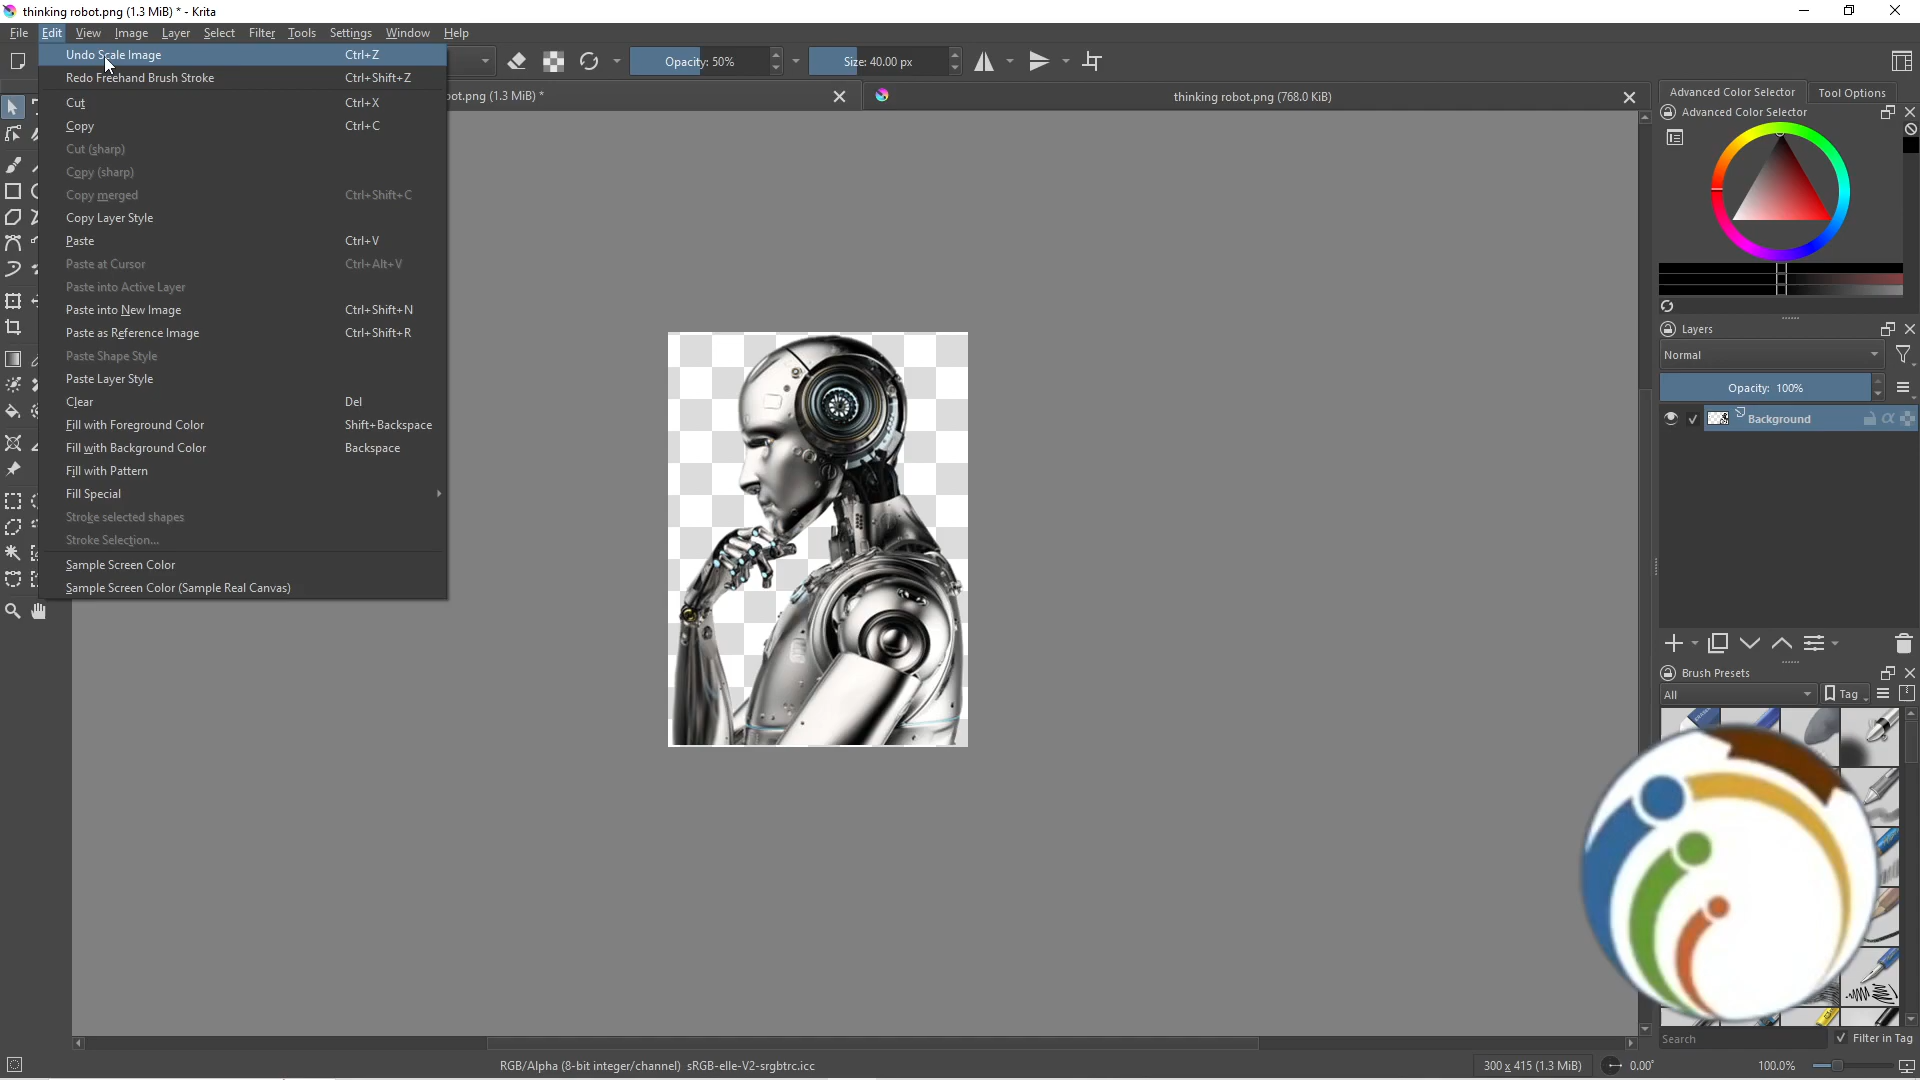 thinking robot.png (1.3 MiB) * - Krita
File Edit View Image Layer Select Filter Tools Settings Window Help
Opacity: 50%
Size: 40.00 px
ot.png (1.3 MiB) *
thinking robot.png (768.0 KiB)
Undo Scale Image Ctrl+Z
Redo Freehand Brush Stroke Ctrl+Shift+Z
Cut Ctrl+X
Copy Ctrl+C
Cut (sharp)
Copy (sharp)
Copy merged Ctrl+Shift+C
Copy Layer Style
Paste Ctrl+V
Paste at Cursor Ctrl+Alt+V
Paste into Active Layer
Paste into New Image Ctrl+Shift+N
Paste as Reference Image Ctrl+Shift+R
Paste Shape Style
Paste Layer Style
Clear Del
Fill with Foreground Color Shift+Backspace
Fill with Background Color Backspace
Fill with Pattern
Fill Special
Stroke selected shapes
Stroke Selection...
Sample Screen Color
Sample Screen Color (Sample Real Canvas)
Advanced Color Selector Tool Options
Advanced Color Selector
Layers
Normal
Opacity: 100%
Background
Brush Presets
All Tag
Search Filter in Tag
RGB/Alpha (8-bit integer/channel) sRGB-elle-V2-srgbtrc.icc
300 x 415 (1.3 MiB) 0.00° 100.0%